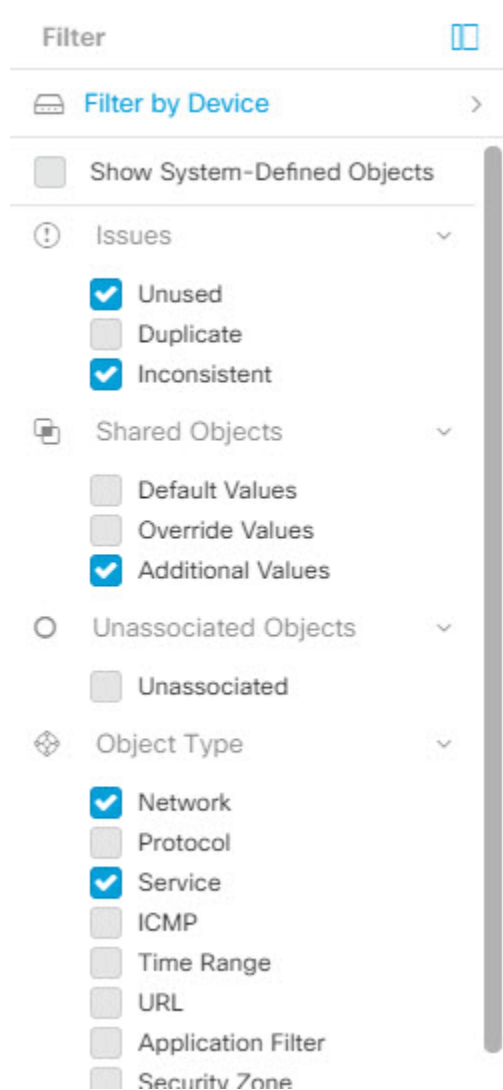 Filter
Filter by Device
Show System-Defined Objects
Issues
Unused
Duplicate
Inconsistent
Shared Objects
Default Values
Override Values
Additional Values
Unassociated Objects
Unassociated
Object Type
Network
Protocol
Service
ICMP
Time Range
URL
Application Filter
Security Zone